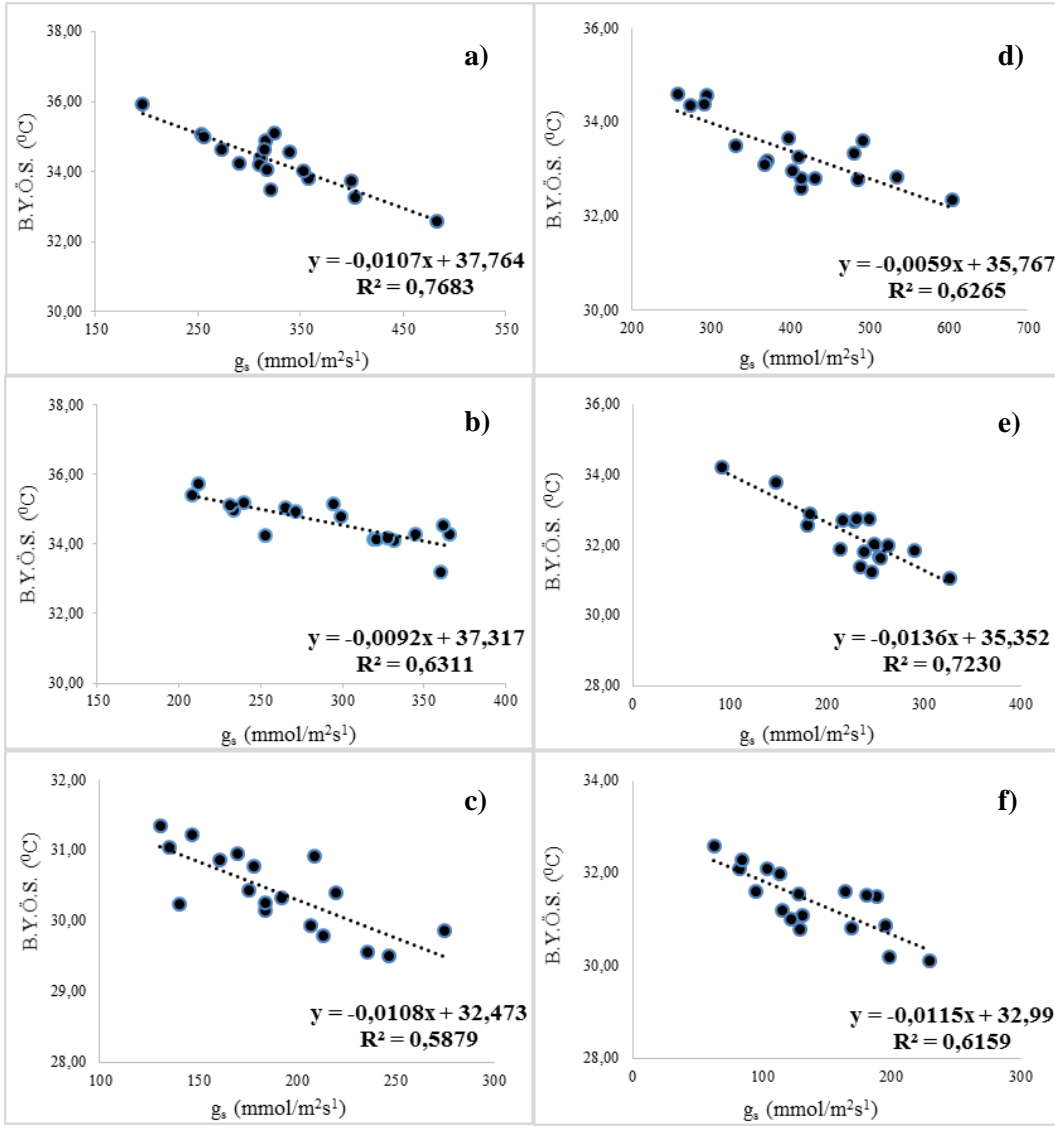 a)
38,00
36,00
34,00
32,00
30,00
B.Y.Ö.S. (⁰C)
y = -0,0107x + 37,764
R² = 0,7683
150 250 350 450 550
gₛ (mmol/m²s¹)
d)
36,00
34,00
32,00
30,00
B.Y.Ö.S. (⁰C)
y = -0,0059x + 35,767
R² = 0,6265
200 300 400 500 600 700
gₛ (mmol/m²s¹)
b)
38,00
36,00
34,00
32,00
30,00
B.Y.Ö.S. (⁰C)
y = -0,0092x + 37,317
R² = 0,6311
150 200 250 300 350 400
gₛ (mmol/m²s¹)
e)
36,00
34,00
32,00
30,00
28,00
B.Y.Ö.S. (⁰C)
y = -0,0136x + 35,352
R² = 0,7230
0 100 200 300 400
gₛ (mmol/m²s¹)
c)
32,00
31,00
30,00
29,00
28,00
B.Y.Ö.S. (⁰C)
y = -0,0108x + 32,473
R² = 0,5879
100 150 200 250 300
gₛ (mmol/m²s¹)
f)
34,00
32,00
30,00
28,00
B.Y.Ö.S. (⁰C)
y = -0,0115x + 32,99
R² = 0,6159
0 100 200 300
gₛ (mmol/m²s¹)